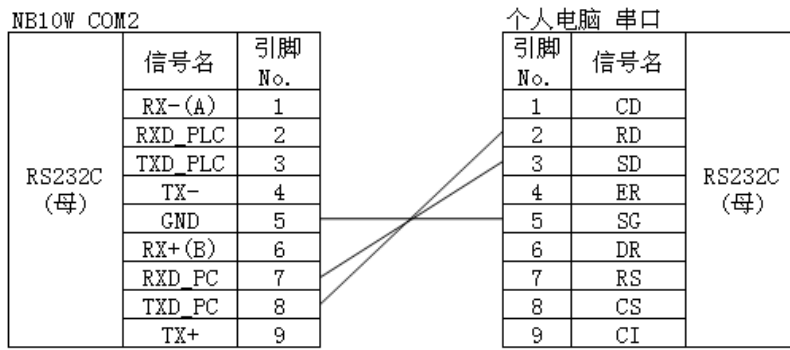 NB10W COM2 个人电脑 串口
信号名 引脚 No. 引脚 No. 信号名
RX-(A) 1 1 CD
RXD_PLC 2 2 RD
TXD_PLC 3 3 SD
TX- 4 4 ER
GND 5 5 SG
RX+(B) 6 6 DR
RXD_PC 7 7 RS
TXD_PC 8 8 CS
TX+ 9 9 CI
RS232C
(母)
RS232C
(母)